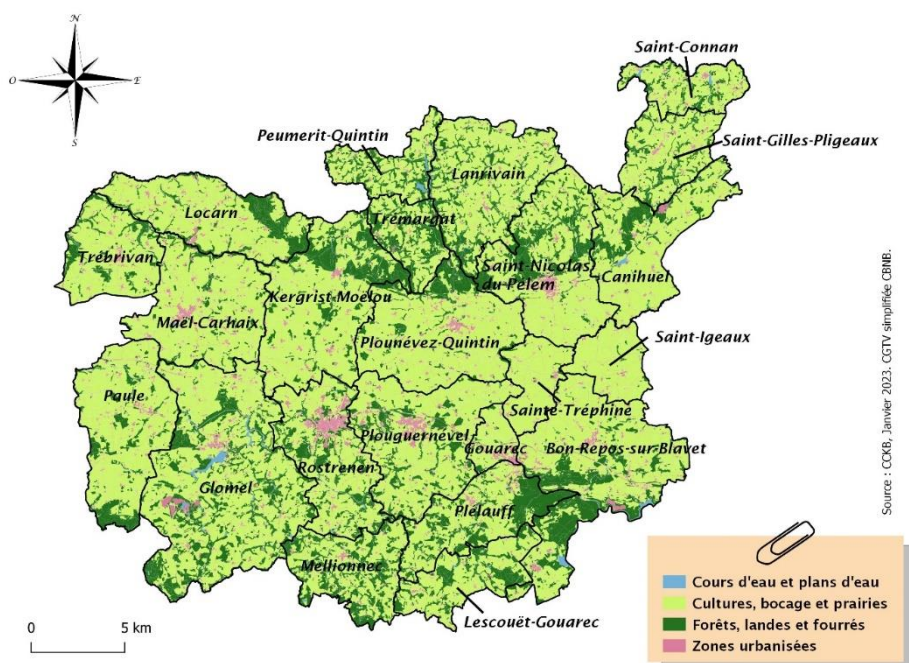 N
O
E
S
Saint-Connan
Peumerit-Quintin
Saint-Gilles-Pligeaux
Lanrivain
Locarn
Trémargat
Trébrivan
Saint-Nicolas
du Pelem
Canihuel
Kergrist-Moëlou
Maël-Carhaix
Plounévez-Quintin
Saint-Igeaux
Paule
Sainte-Tréphine
Plouguernével
Gouarec
Bon-Repos-sur-Blavet
Rostrenen
Glomel
Plélauff
Mellionnec
Lescouët-Gouarec
0 5 km
Cours d'eau et plans d'eau
Cultures, bocage et prairies
Forêts, landes et fourrés
Zones urbanisées
Source : CCKB, Janvier 2023. CGTV simplifiée CBNB.